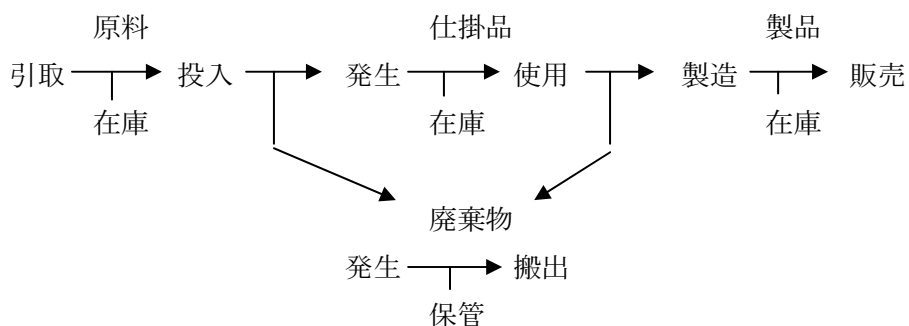 原料 仕掛品 製品
引取 投入 発生 使用 製造 販売
在庫 在庫 在庫
廃棄物
発生 搬出
保管